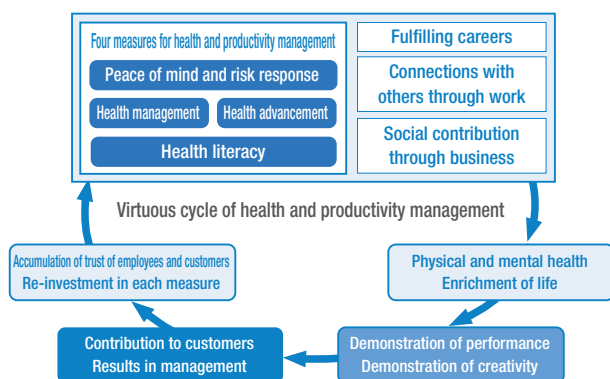 Four measures for health and productivity management
Peace of mind and risk response
Health management
Health advancement
Health literacy
Fulfilling careers
Connections with
others through work
Social contribution
through business
Virtuous cycle of health and productivity management
Physical and mental health
Enrichment of life
Demonstration of performance
Demonstration of creativity
Contribution to customers
Results in management
Accumulation of trust of employees and customers
Re-investment in each measure